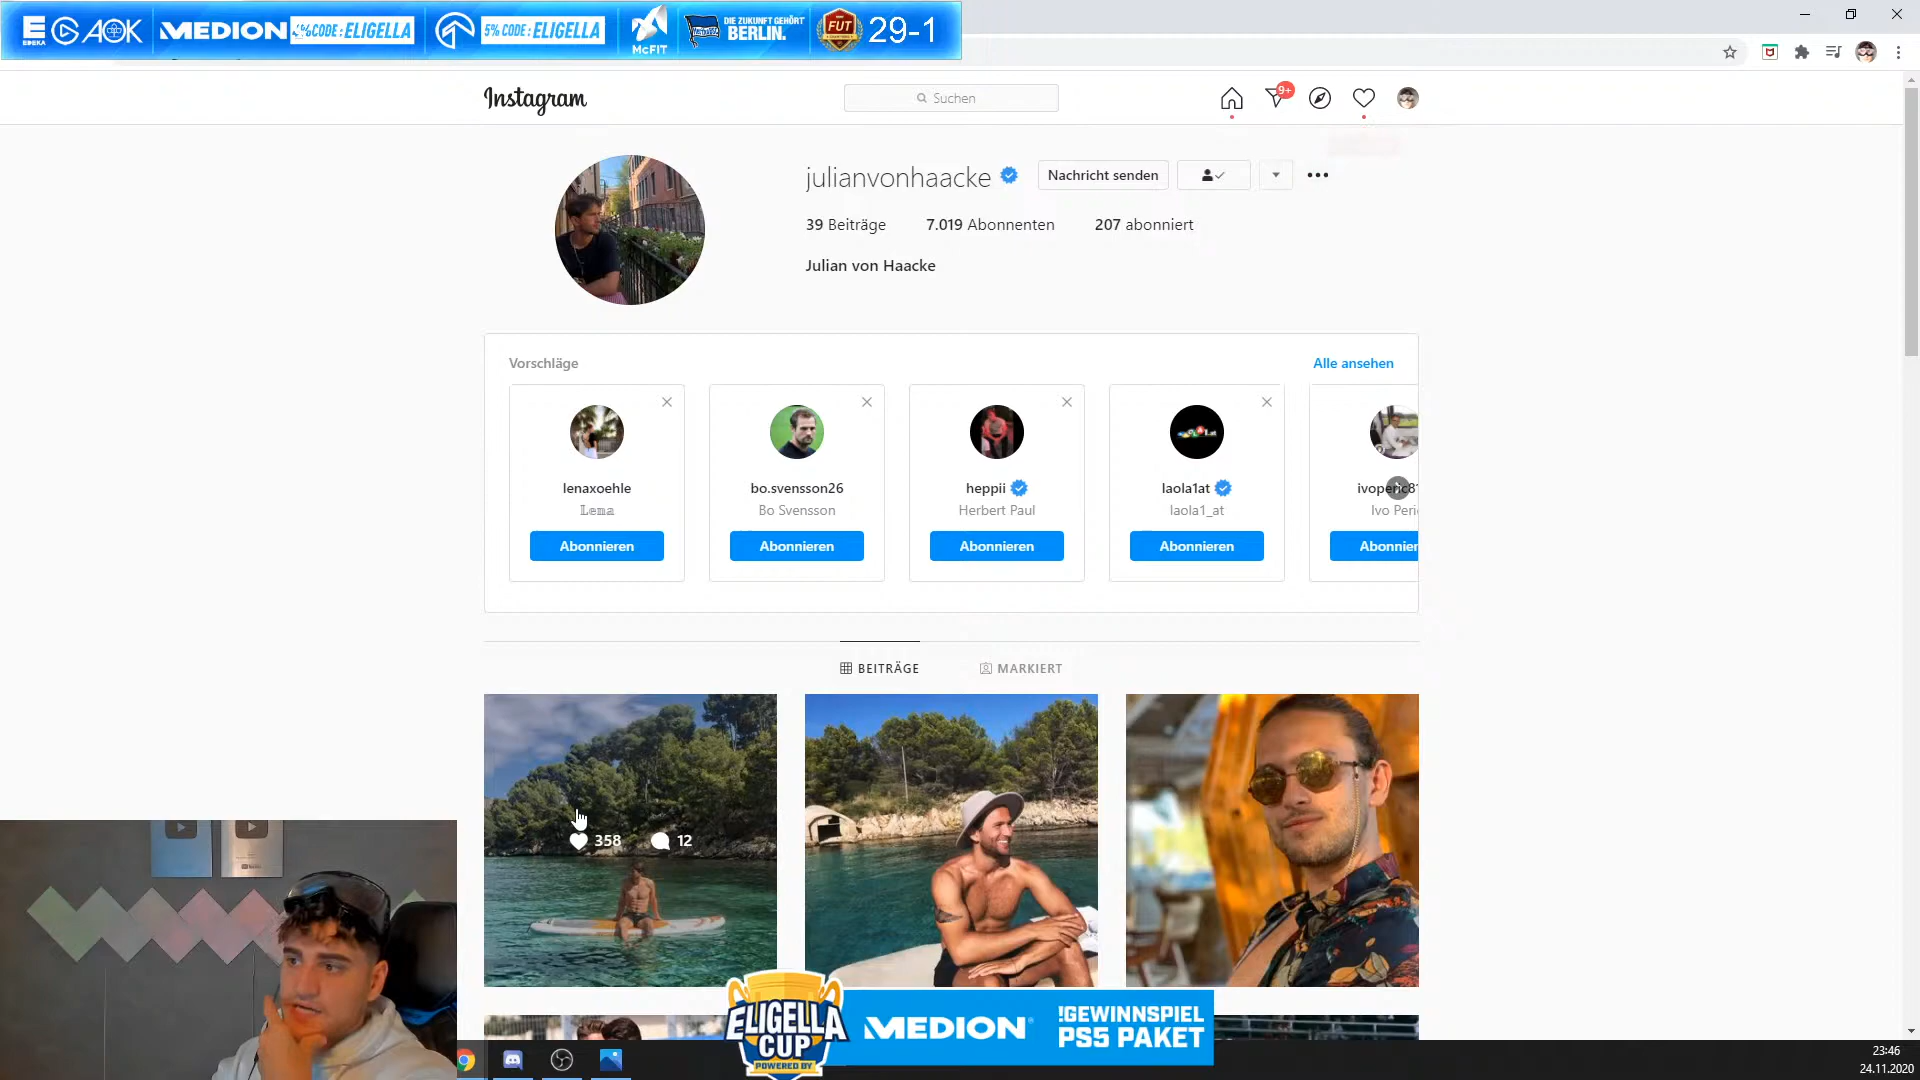 EGAOK
MEDION
CODE:ELIGELLA
5% CODE:ELIGELLA
McFIT
DIE ZUKUNFT GEHÖRT
BERLIN.
FUT
29-1
Instagram
Suchen
9+
julianvonhaacke
Nachricht senden
39 Beiträge
7.019 Abonnenten
207 abonniert
Julian von Haacke
Vorschläge
Alle ansehen
lenaxoehle
Lena
Abonnieren
bo.svensson26
Bo Svensson
Abonnieren
heppii
Herbert Paul
Abonnieren
laola1at
laola1_at
Abonnieren
Ivo Peri
Abonnier
BEITRÄGE
MARKIERT
358
12
ELIGELLA
CUP
POWERED BY
MEDION
!GEWINNSPIEL
PS5 PAKET
23:46
24.11.2020